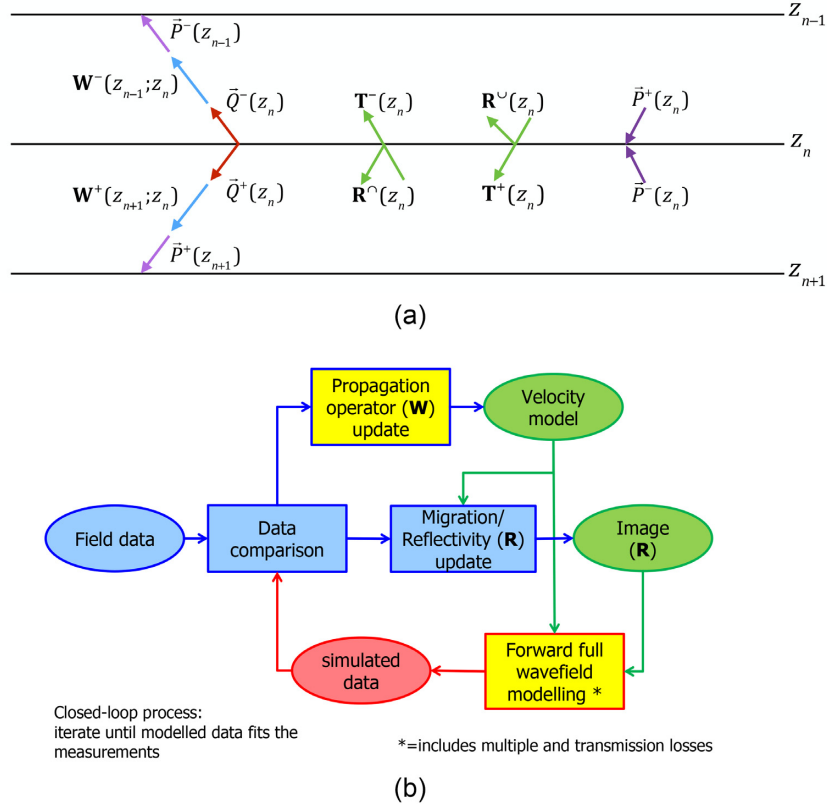 z_{n−1}
P⃗⁻(z_{n−1})
W⁻(z_{n−1};z_n)
Q⃗⁻(z_n)
T⁻(z_n)
R^∪(z_n)
P⃗⁺(z_n)
z_n
W⁺(z_{n+1};z_n)
Q⃗⁺(z_n)
R^∩(z_n)
T⁺(z_n)
P⃗⁻(z_n)
P⃗⁺(z_{n+1})
z_{n+1}
(a)
Propagation
operator (W)
update
Velocity
model
Field data
Data
comparison
Migration/
Reflectivity (R)
update
Image
(R)
simulated
data
Forward full
wavefield
modelling *
Closed-loop process:
iterate until modelled data fits the
measurements
*=includes multiple and transmission losses
(b)